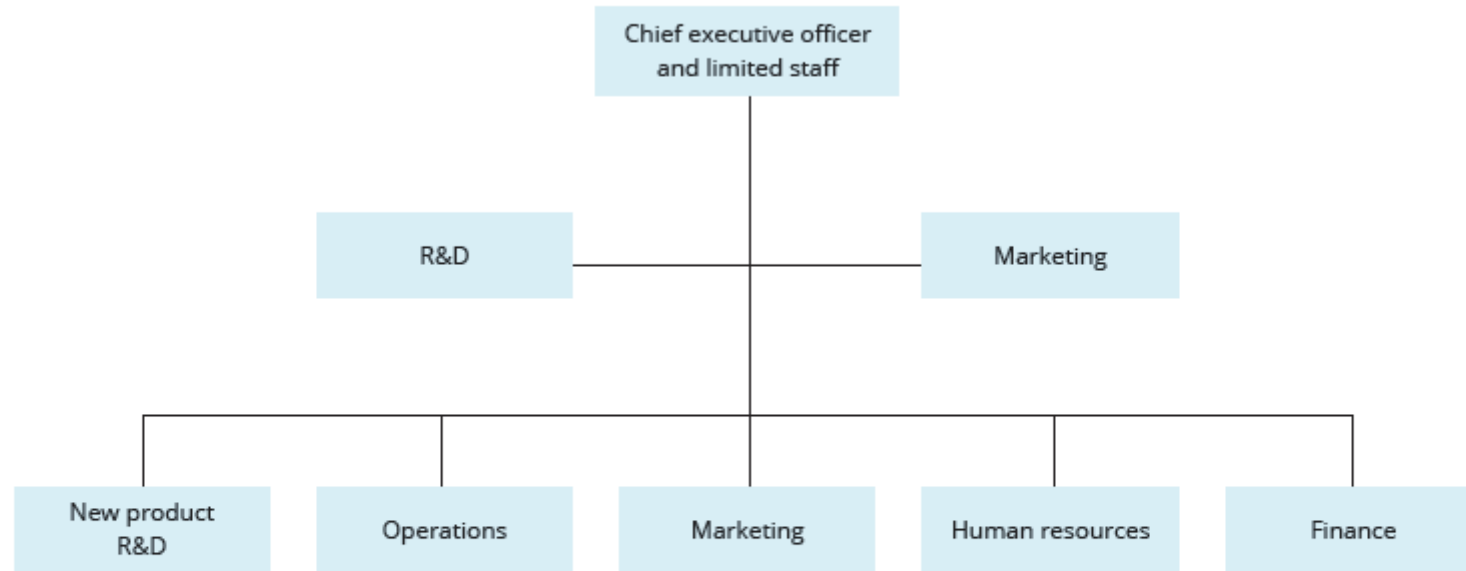 Chief executive officer
and limited staff
R&D
Marketing
New product
R&D
Operations
Marketing
Human resources
Finance